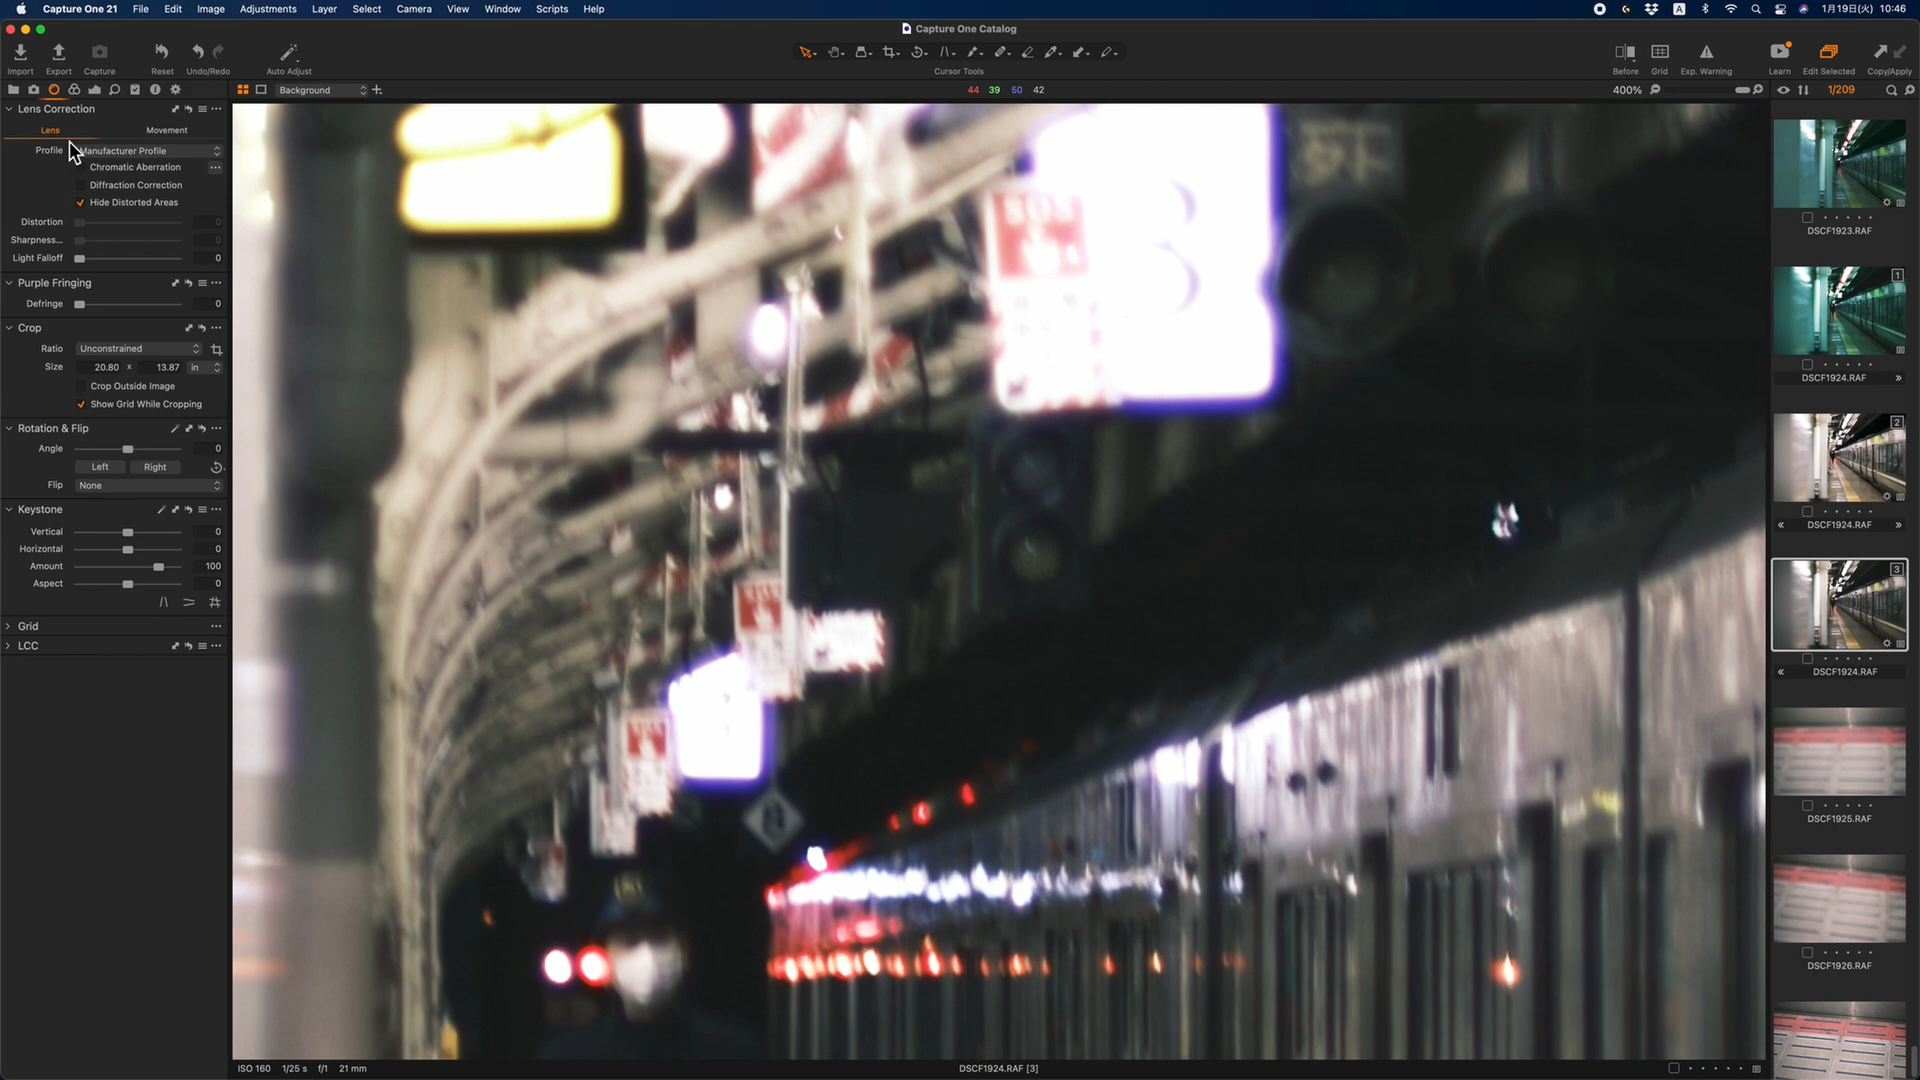 Capture One 21 File Edit Image Adjustments Layer Select Camera View Window Scripts Help
A 1月19日(火) 10:46
Capture One Catalog
Import Export Capture Reset Undo/Redo Auto Adjust Cursor Tools Before Grid Exp. Warning Learn Edit Selected Copy/Apply
Background
44 39 50 42
400%
1/209
Lens Correction
Lens Movement
Profile Manufacturer Profile
Chromatic Aberration
Diffraction Correction
Hide Distorted Areas
Distortion 0
Sharpness... 0
Light Falloff 0
Purple Fringing
Defringe 0
Crop
Ratio Unconstrained
Size 20.80 x 13.87 in
Crop Outside Image
Show Grid While Cropping
Rotation & Flip
Angle 0
Left Right
Flip None
Keystone
Vertical 0
Horizontal 0
Amount 100
Aspect 0
Grid
LCC
DSCF1923.RAF
1
DSCF1924.RAF
2
DSCF1924.RAF
3
DSCF1924.RAF
DSCF1925.RAF
DSCF1926.RAF
ISO 160 1/25 s f/1 21 mm
DSCF1924.RAF [3]